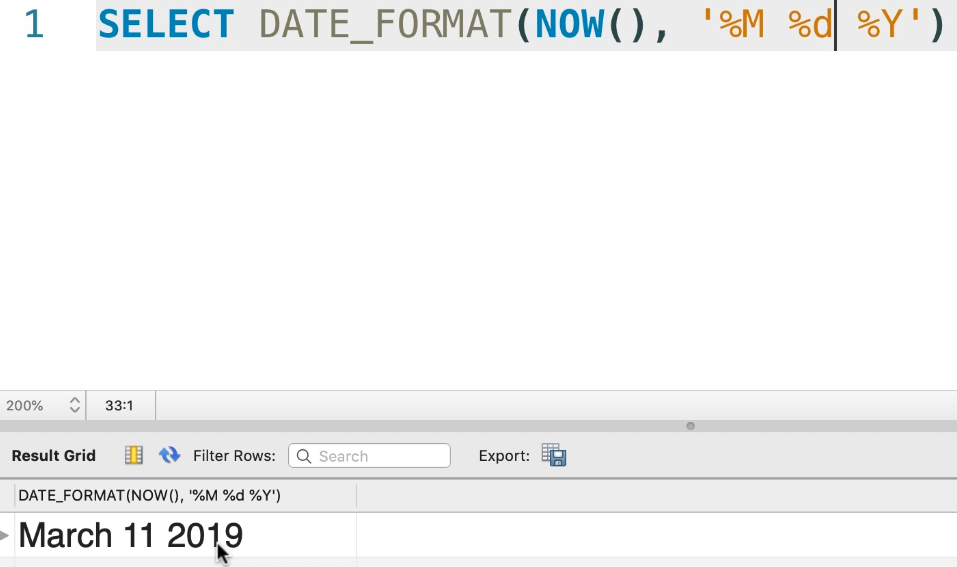 1 SELECT DATE_FORMAT(NOW(), '%M %d %Y')
200% 33:1
Result Grid Filter Rows: Search Export:
DATE_FORMAT(NOW(), '%M %d %Y')
March 11 2019